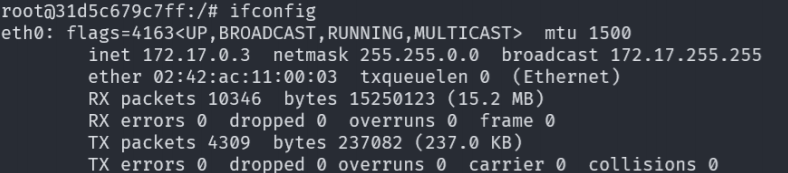 root@31d5c679c7ff:/# ifconfig
eth0: flags=4163<UP,BROADCAST,RUNNING,MULTICAST>  mtu 1500
        inet 172.17.0.3  netmask 255.255.0.0  broadcast 172.17.255.255
        ether 02:42:ac:11:00:03  txqueuelen 0  (Ethernet)
        RX packets 10346  bytes 15250123 (15.2 MB)
        RX errors 0  dropped 0  overruns 0  frame 0
        TX packets 4309  bytes 237082 (237.0 KB)
        TX errors 0  dropped 0 overruns 0  carrier 0  collisions 0